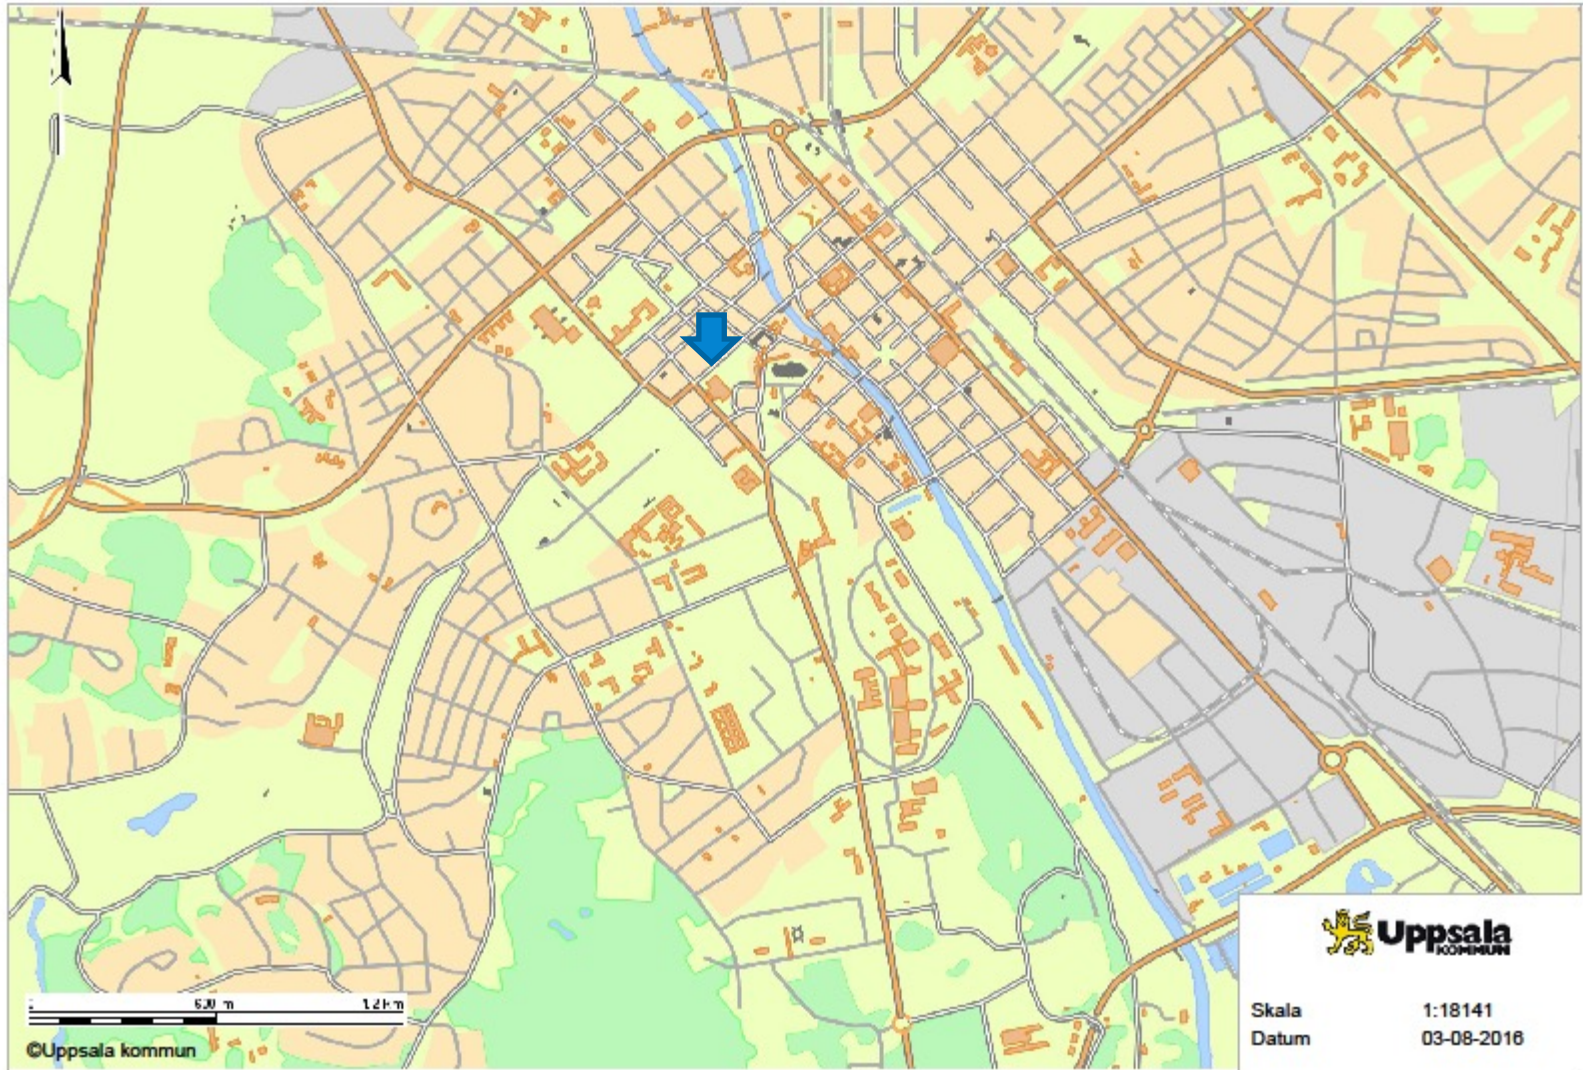 600 m
1.2 km
©Uppsala kommun
Uppsala
KOMMUN
Skala 1:18141
Datum 03-08-2016